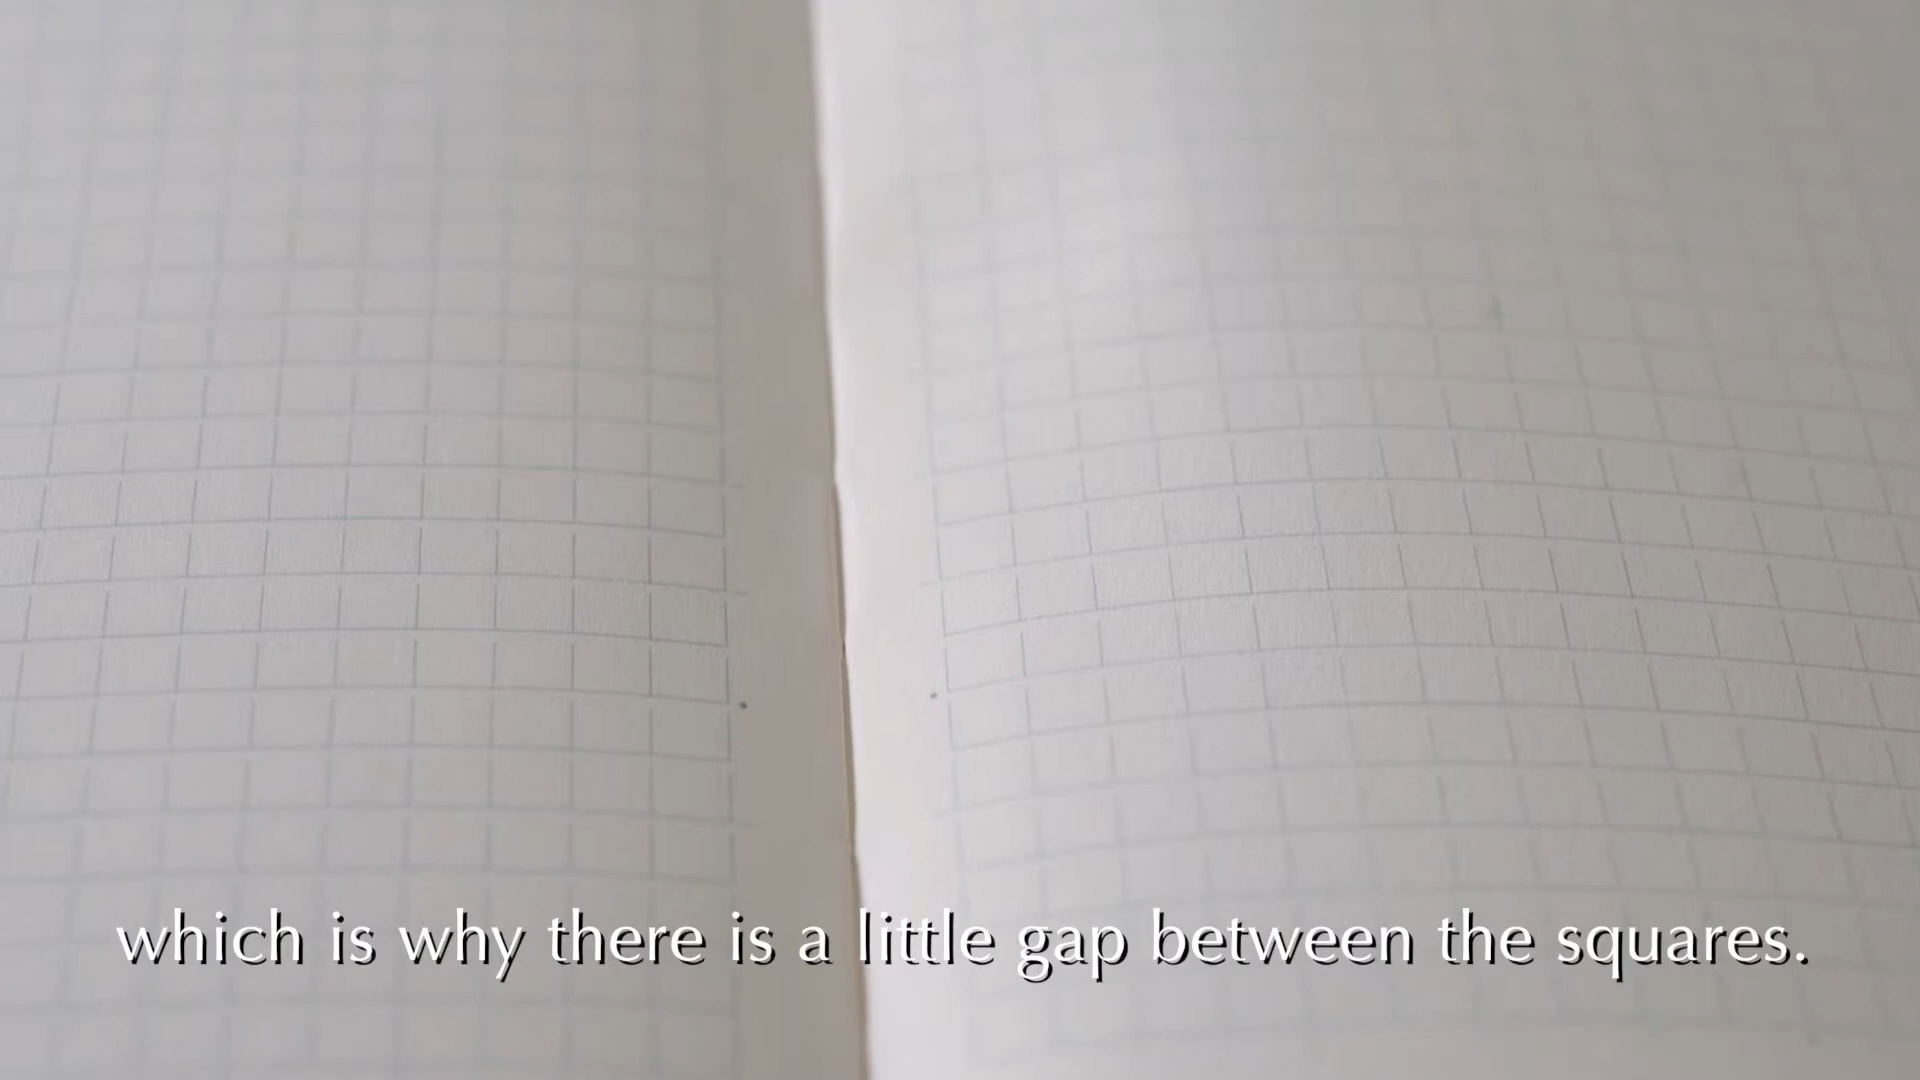 which is why there is a little gap between the squares.